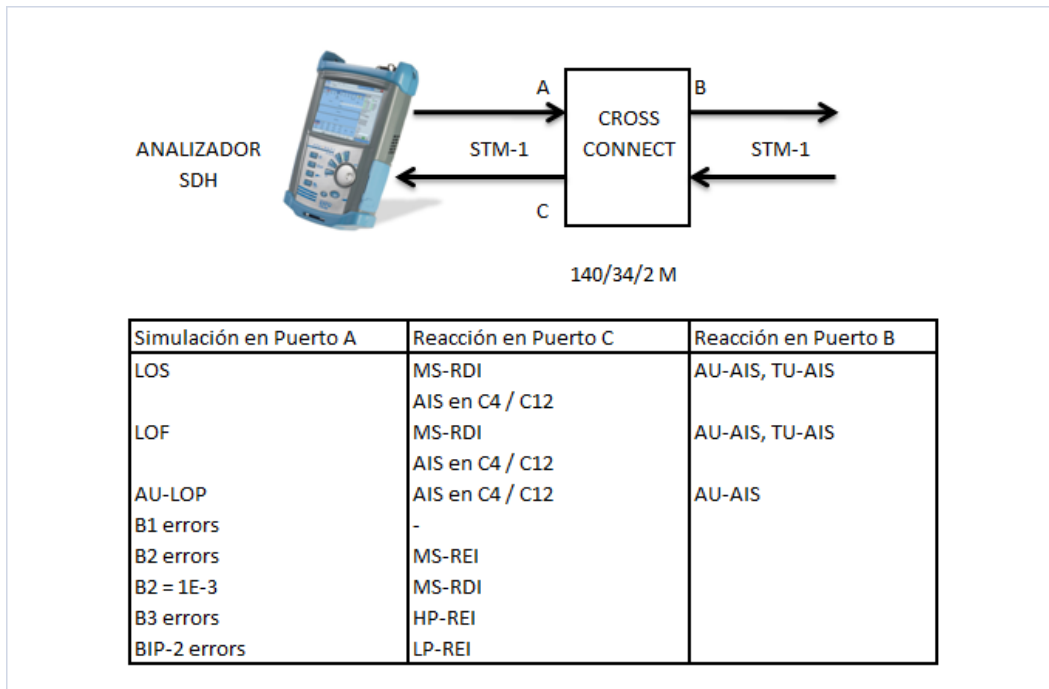 A
B
CROSS
CONNECT
ANALIZADOR
SDH
STM-1
STM-1
C
140/34/2 M
Simulación en Puerto A Reacción en Puerto C Reacción en Puerto B
LOS MS-RDI AU-AIS, TU-AIS
AIS en C4 / C12
LOF MS-RDI AU-AIS, TU-AIS
AIS en C4 / C12
AU-LOP AIS en C4 / C12 AU-AIS
B1 errors -
B2 errors MS-REI
B2 = 1E-3 MS-RDI
B3 errors HP-REI
BIP-2 errors LP-REI